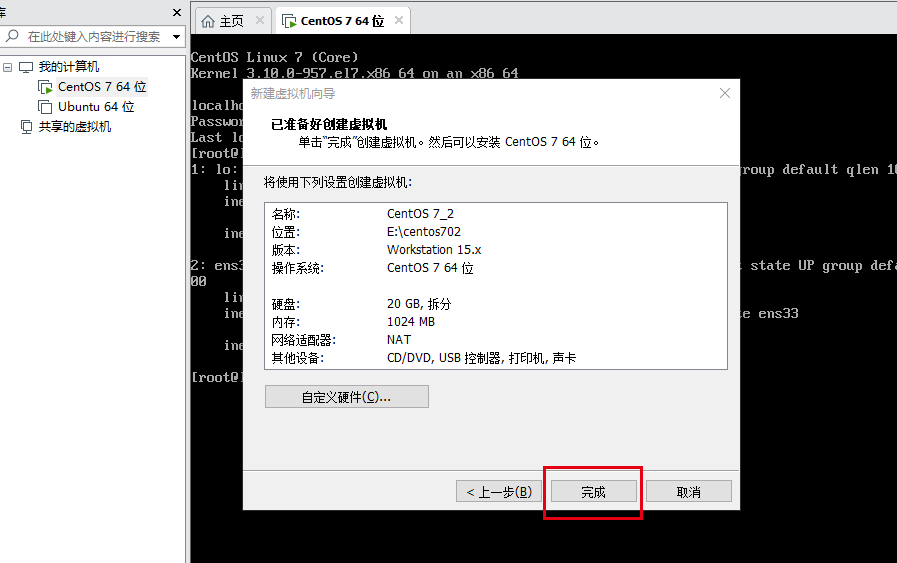 库
在此处键入内容进行搜索
我的计算机
CentOS 7 64 位
Ubuntu 64 位
共享的虚拟机
主页
CentOS 7 64 位
CentOS Linux 7 (Core)
Kernel 3.10.0-957.el7.x86_64 on an x86_64
localho
Passwor
Last lo
[root@l
1: lo: roup default qlen 10
lin
ine
ine
2: ens3 t state UP group defa
00
lin
ine te ens33
ine
[root@l
新建虚拟机向导
已准备好创建虚拟机
单击“完成”创建虚拟机。然后可以安装 CentOS 7 64 位。
将使用下列设置创建虚拟机:
名称: CentOS 7_2
位置: E:\centos702
版本: Workstation 15.x
操作系统: CentOS 7 64 位
硬盘: 20 GB, 拆分
内存: 1024 MB
网络适配器: NAT
其他设备: CD/DVD, USB 控制器, 打印机, 声卡
自定义硬件(C)...
< 上一步(B)
完成
取消